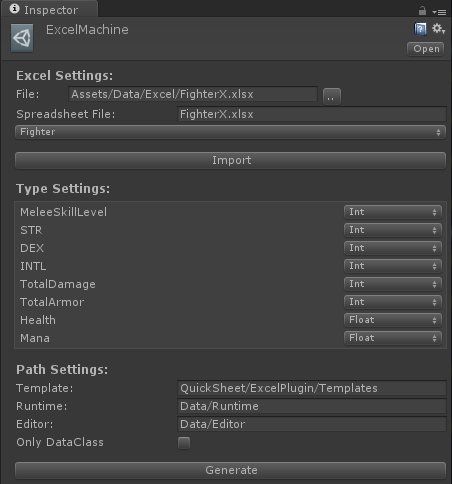 Inspector
ExcelMachine
Open
Excel Settings:
File: Assets/Data/Excel/FighterX.xlsx ..
Spreadsheet File: FighterX.xlsx
Fighter
Import
Type Settings:
MeleeSkillLevel Int
STR Int
DEX Int
INTL Int
TotalDamage Int
TotalArmor Int
Health Float
Mana Float
Path Settings:
Template: QuickSheet/ExcelPlugin/Templates
Runtime: Data/Runtime
Editor: Data/Editor
Only DataClass
Generate